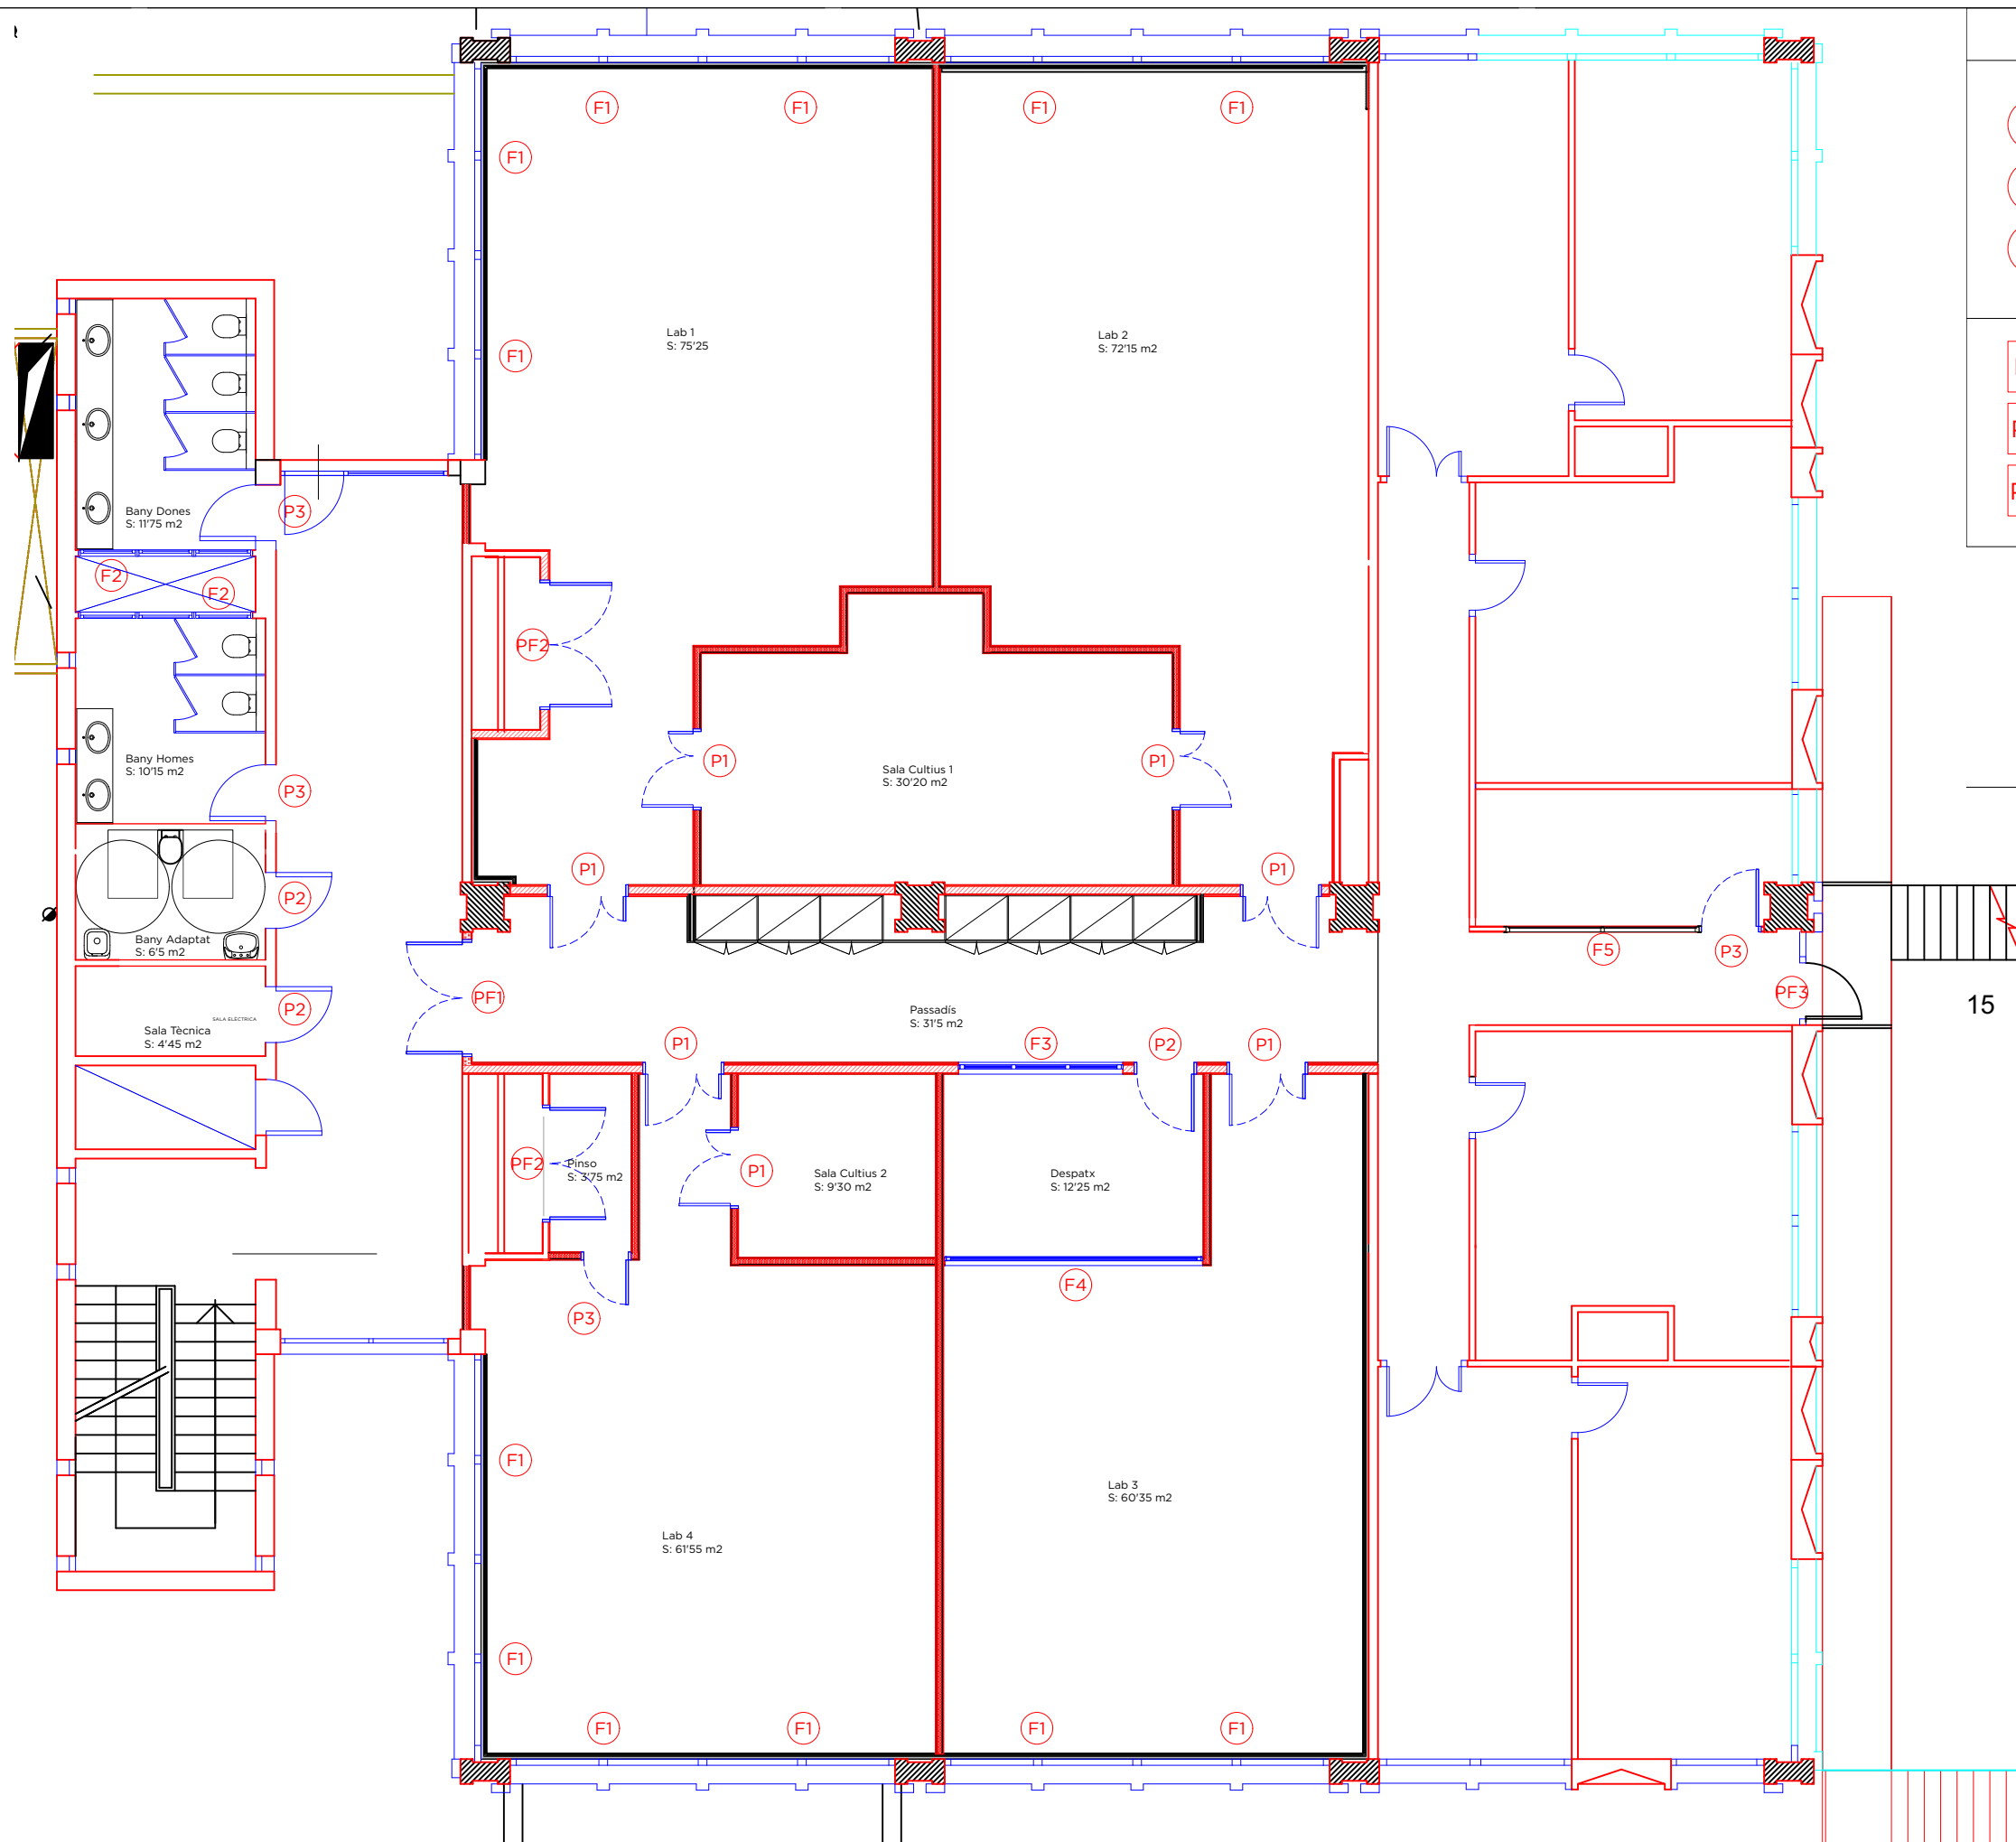 F1
F1
F1
F1
F1
F1
Lab 1
S: 75'25
Lab 2
S: 72'15 m2
Bany Dones
S: 11'75 m2
P3
F2
F2
PF2
Bany Homes
S: 10'15 m2
P3
P1
P1
Sala Cultius 1
S: 30'20 m2
P1
P1
P2
Bany Adaptat
S: 6'5 m2
F5
P3
PF1
PF3
15
P2
SALA ELÈCTRICA
Sala Tècnica
S: 4'45 m2
Passadís
S: 31'5 m2
P1
F3
P2
P1
PF2
Pinso
S: 3'75 m2
P1
Sala Cultius 2
S: 9'30 m2
Despatx
S: 12'25 m2
F4
P3
F1
Lab 3
S: 60'35 m2
Lab 4
S: 61'55 m2
F1
F1
F1
F1
F1